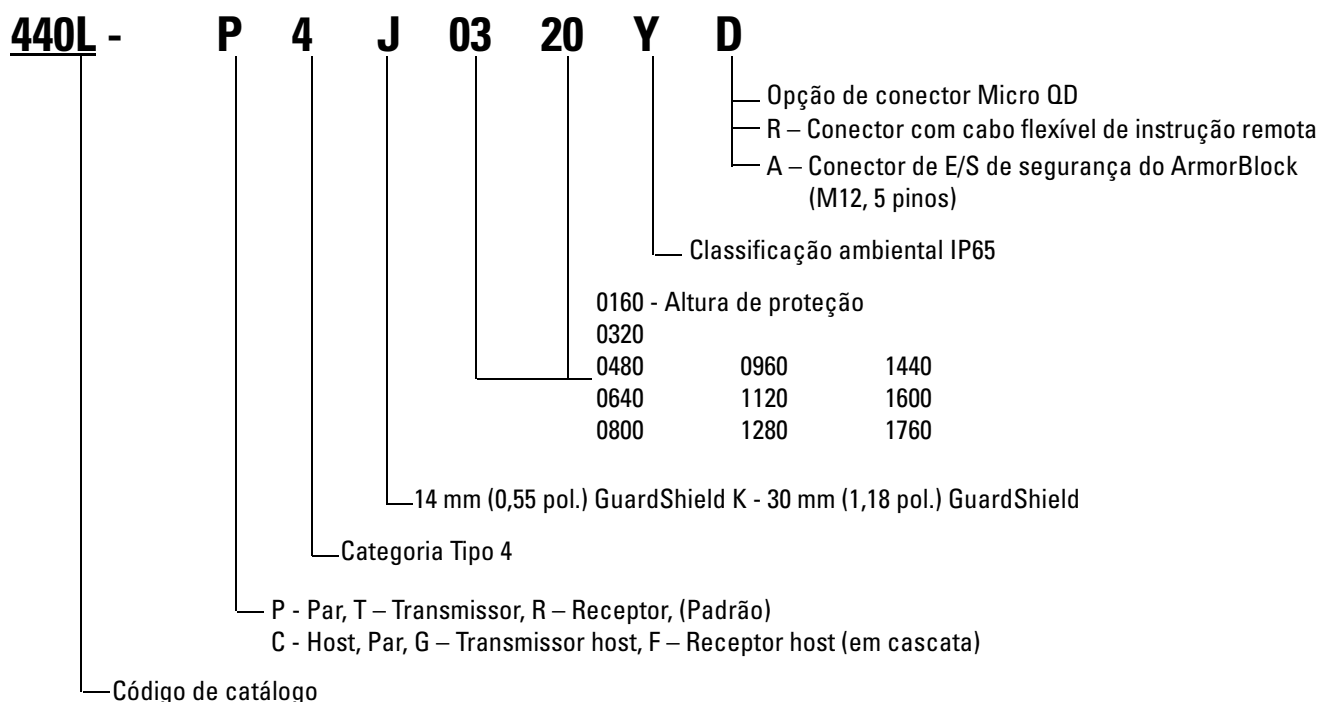 440L - P 4 J 03 20 Y D
Opção de conector Micro QD
R – Conector com cabo flexível de instrução remota
A – Conector de E/S de segurança do ArmorBlock
(M12, 5 pinos)
Classificação ambiental IP65
0160 - Altura de proteção
0320
0480 0960 1440
0640 1120 1600
0800 1280 1760
14 mm (0,55 pol.) GuardShield K - 30 mm (1,18 pol.) GuardShield
Categoria Tipo 4
P - Par, T – Transmissor, R – Receptor, (Padrão)
C - Host, Par, G – Transmissor host, F – Receptor host (em cascata)
Código de catálogo